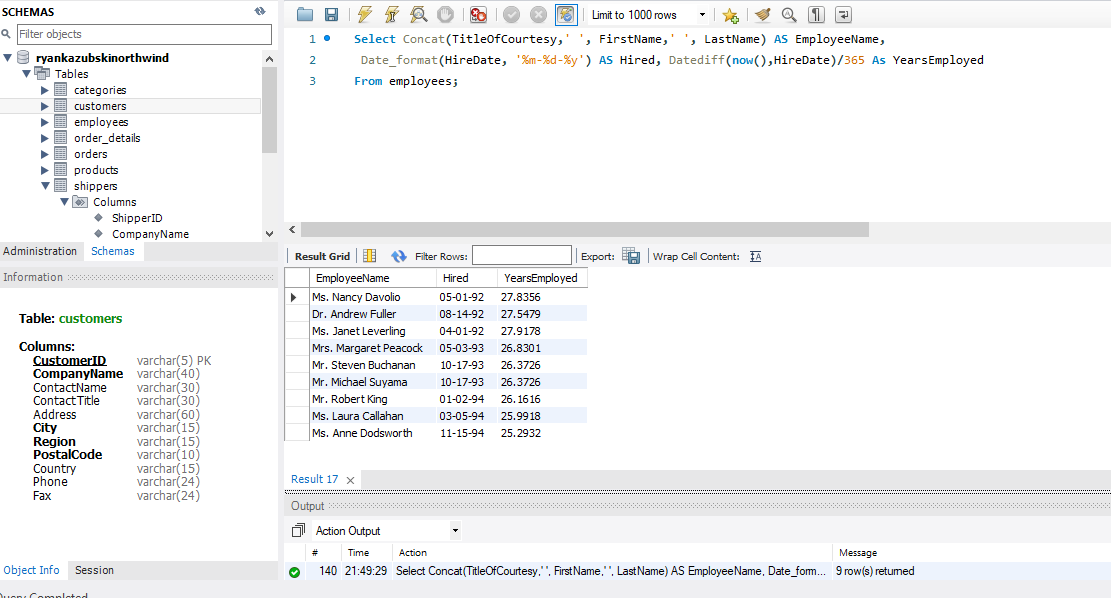 SCHEMAS
Filter objects
ryankazubskinorthwind
Tables
categories
customers
employees
order_details
orders
products
shippers
Columns
ShipperID
CompanyName
Administration Schemas
Information
Table: customers
Columns:
CustomerID varchar(5) PK
CompanyName varchar(40)
ContactName varchar(30)
ContactTitle varchar(30)
Address varchar(60)
City varchar(15)
Region varchar(15)
PostalCode varchar(10)
Country varchar(15)
Phone varchar(24)
Fax varchar(24)
Object Info Session
Query Completed
Limit to 1000 rows
1 Select Concat(TitleOfCourtesy,' ', FirstName,' ', LastName) AS EmployeeName,
2 Date_format(HireDate, '%m-%d-%y') AS Hired, Datediff(now(),HireDate)/365 As YearsEmployed
3 From employees;
Result Grid Filter Rows: Export: Wrap Cell Content:
EmployeeName Hired YearsEmployed
Ms. Nancy Davolio 05-01-92 27.8356
Dr. Andrew Fuller 08-14-92 27.5479
Ms. Janet Leverling 04-01-92 27.9178
Mrs. Margaret Peacock 05-03-93 26.8301
Mr. Steven Buchanan 10-17-93 26.3726
Mr. Michael Suyama 10-17-93 26.3726
Mr. Robert King 01-02-94 26.1616
Ms. Laura Callahan 03-05-94 25.9918
Ms. Anne Dodsworth 11-15-94 25.2932
Result 17
Output
Action Output
# Time Action Message
140 21:49:29 Select Concat(TitleOfCourtesy,' ', FirstName,' ', LastName) AS EmployeeName, Date_form... 9 row(s) returned